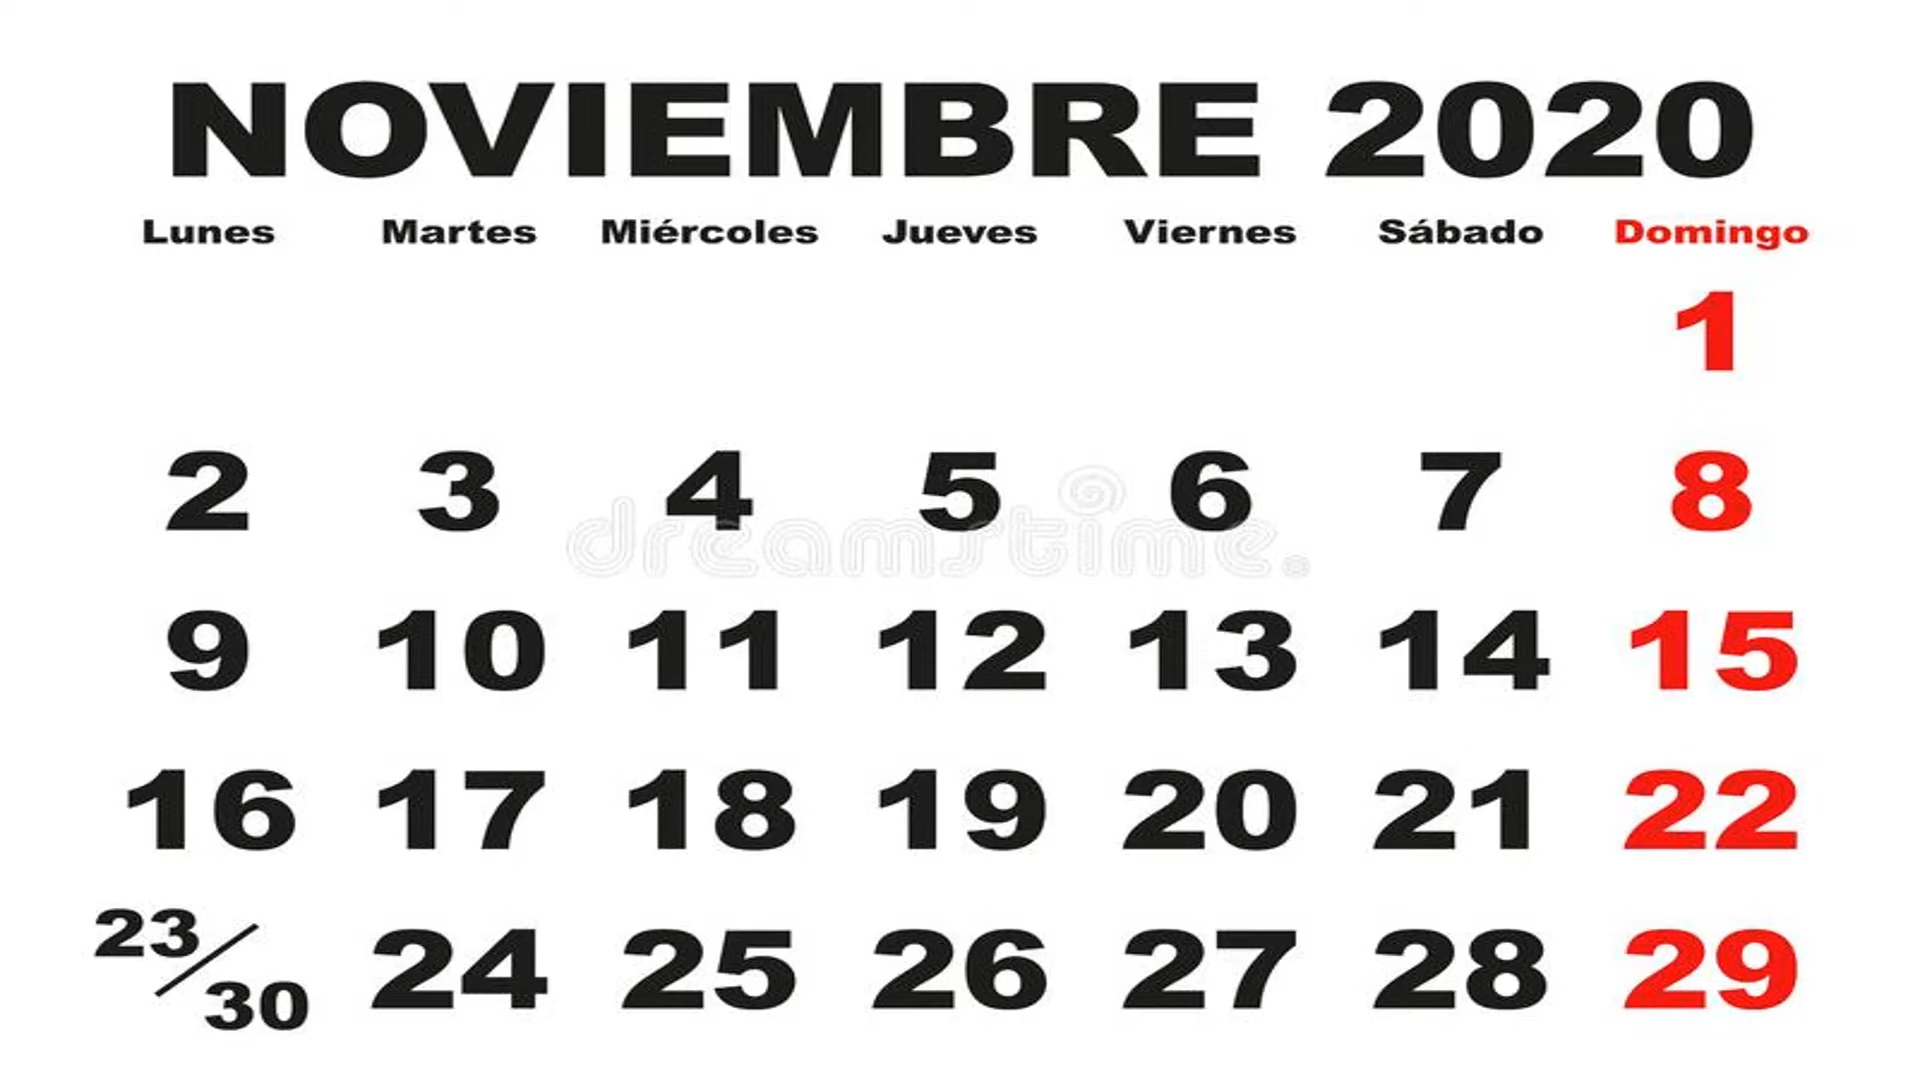 NOVIEMBRE 2020
Lunes Martes Miércoles Jueves Viernes Sábado Domingo
1
2 3 4 5 6 7 8
dreamstime.
9 10 11 12 13 14 15
16 17 18 19 20 21 22
23/30 24 25 26 27 28 29